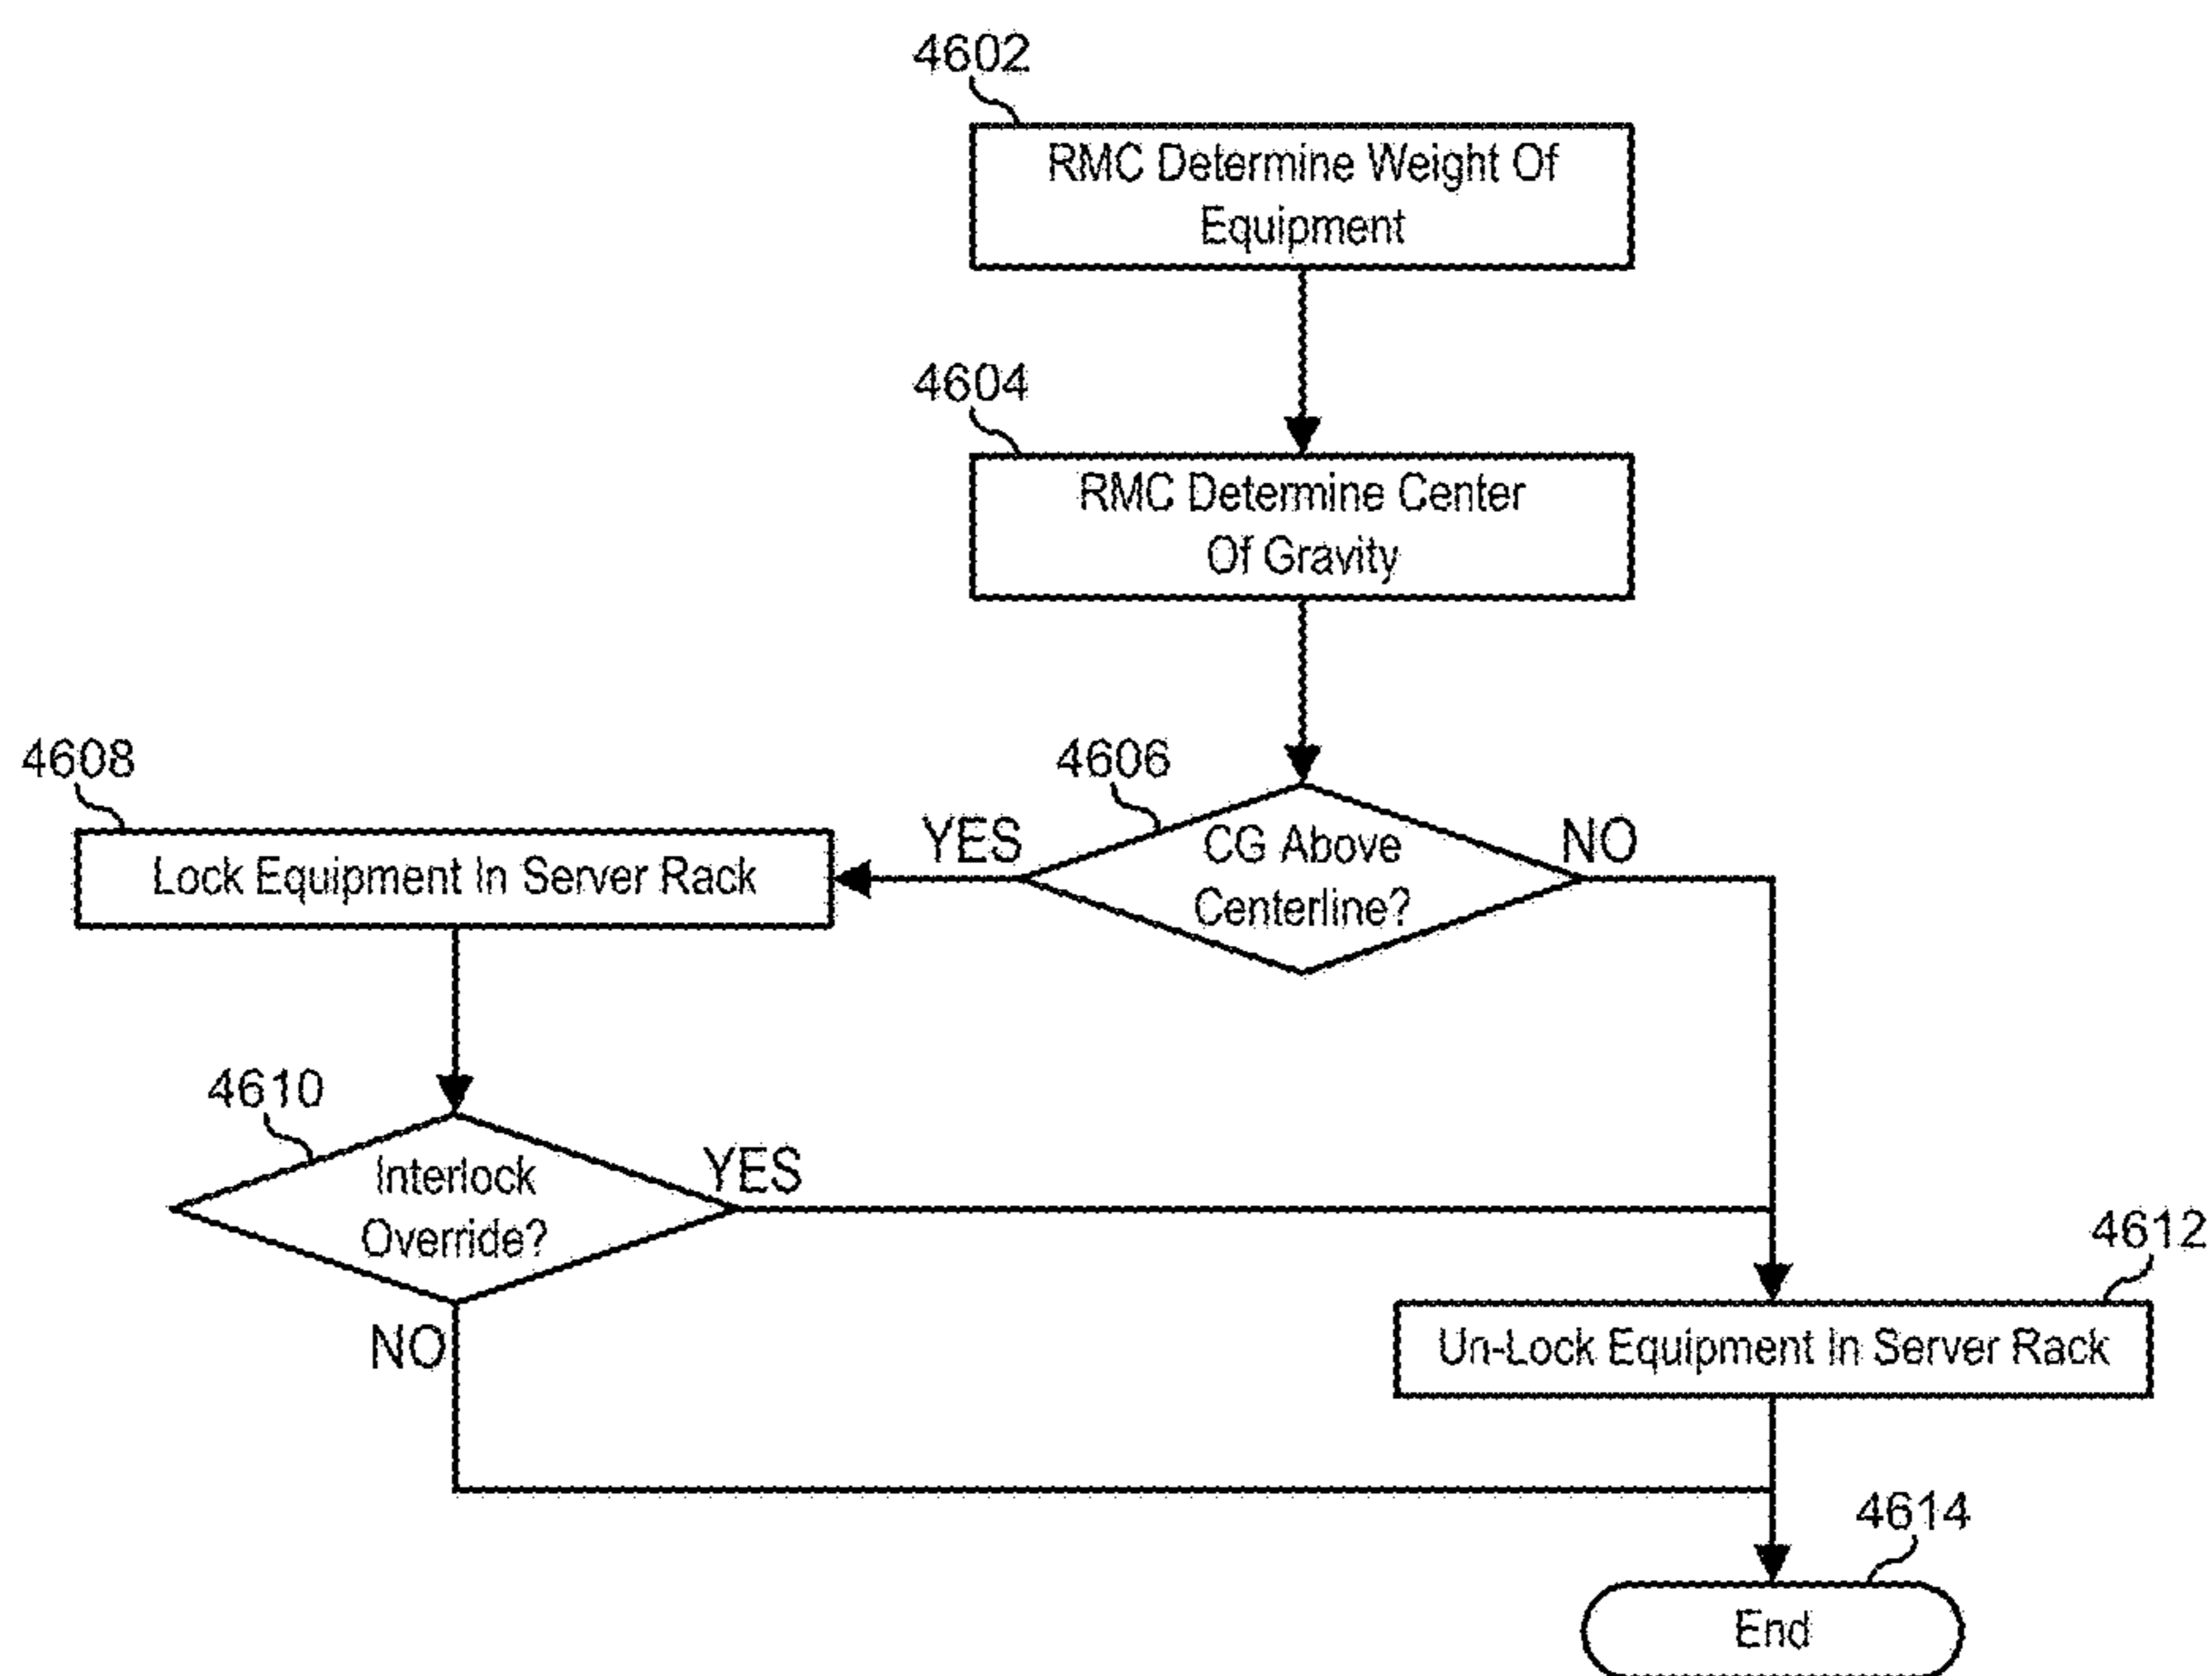 4602
RMC Determine Weight Of
Equipment
4604
RMC Determine Center
Of Gravity
4606
CG Above
Centerline?
YES
NO
4608
Lock Equipment In Server Rack
4610
Interlock
Override?
YES
NO
4612
Un-Lock Equipment In Server Rack
4614
End